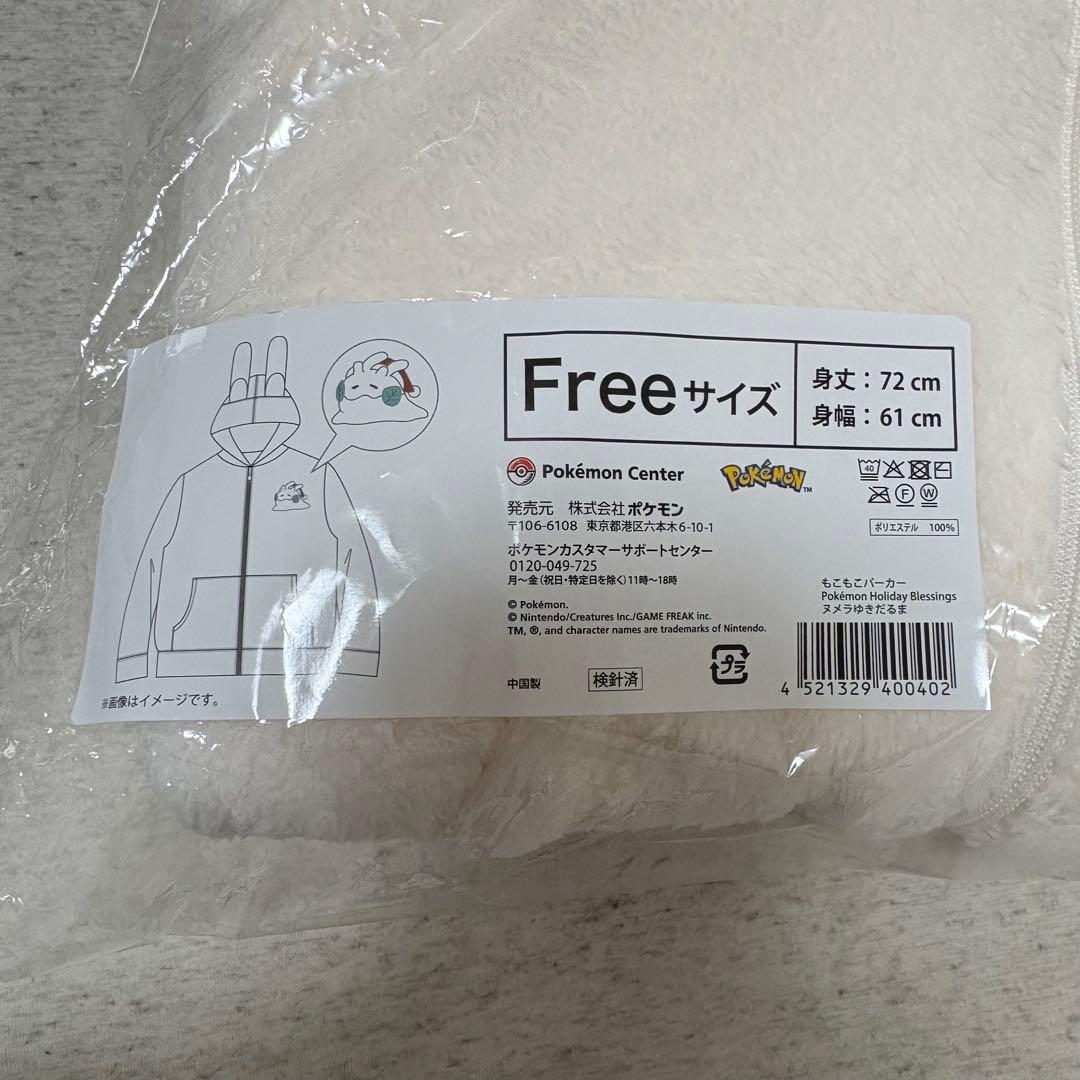 Freeサイズ
身丈：72 cm
身幅：61 cm
Pokémon Center
POKéMON™
40
F
W
発売元　株式会社ポケモン
〒106-6108　東京都港区六本木6-10-1
ポケモンカスタマーサポートセンター
0120-049-725
月～金（祝日・特定日を除く）11時～18時
ポリエステル　100%
© Pokémon.
© Nintendo/Creatures Inc./GAME FREAK inc.
TM, ®, and character names are trademarks of Nintendo.
もこもこパーカー
Pokémon Holiday Blessings
ヌメラゆきだるま
プラ
中国製
検針済
4 521329 400402
※画像はイメージです。